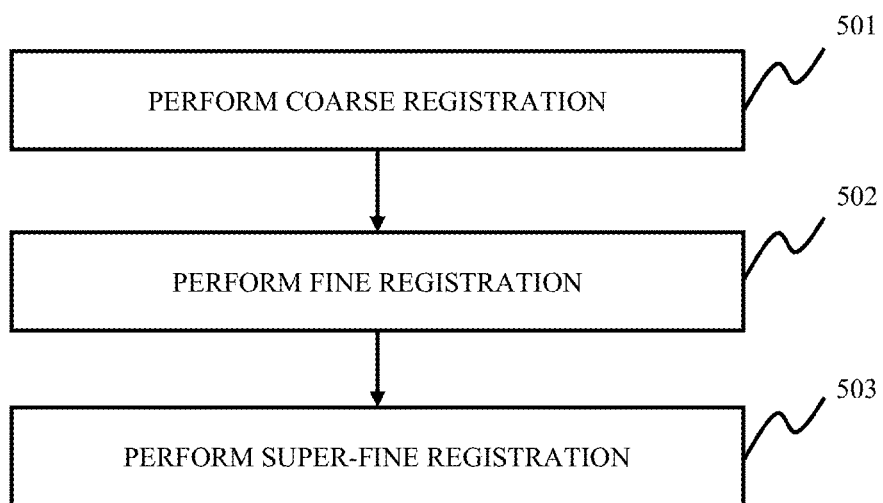 501
PERFORM COARSE REGISTRATION
502
PERFORM FINE REGISTRATION
503
PERFORM SUPER-FINE REGISTRATION